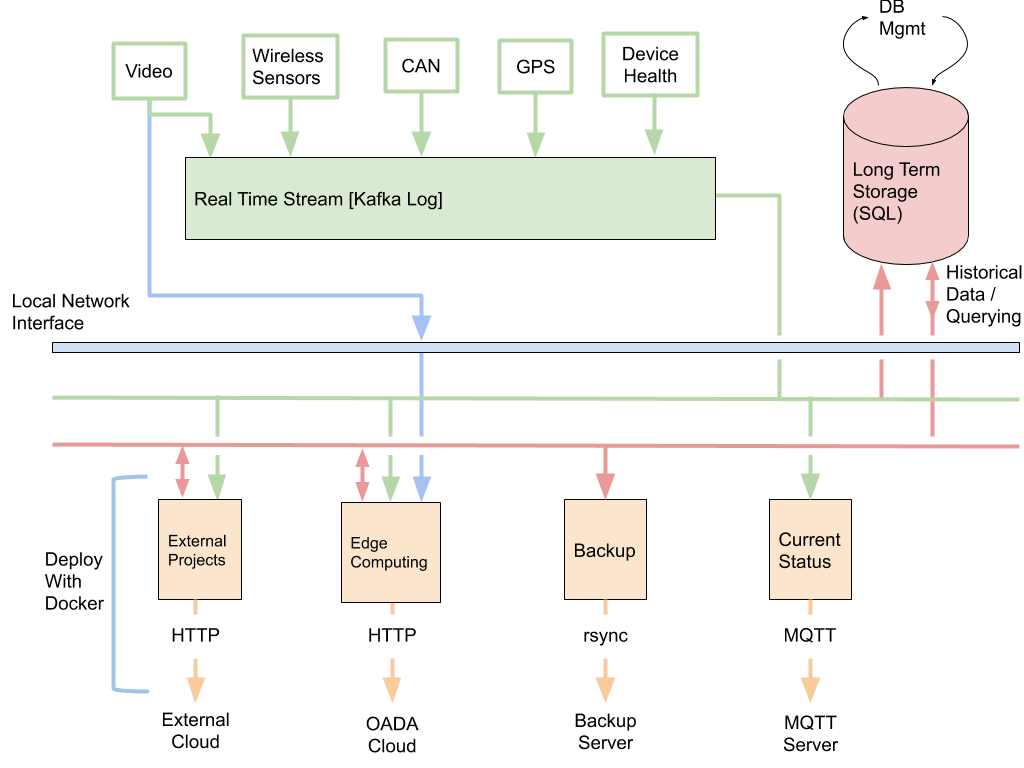 DB
Mgmt
Video
Wireless
Sensors
CAN
GPS
Device
Health
Real Time Stream [Kafka Log]
Long Term
Storage
(SQL)
Historical
Data /
Querying
Local Network
Interface
Deploy
With
Docker
External
Projects
Edge
Computing
Backup
Current
Status
HTTP
HTTP
rsync
MQTT
External
Cloud
OADA
Cloud
Backup
Server
MQTT
Server